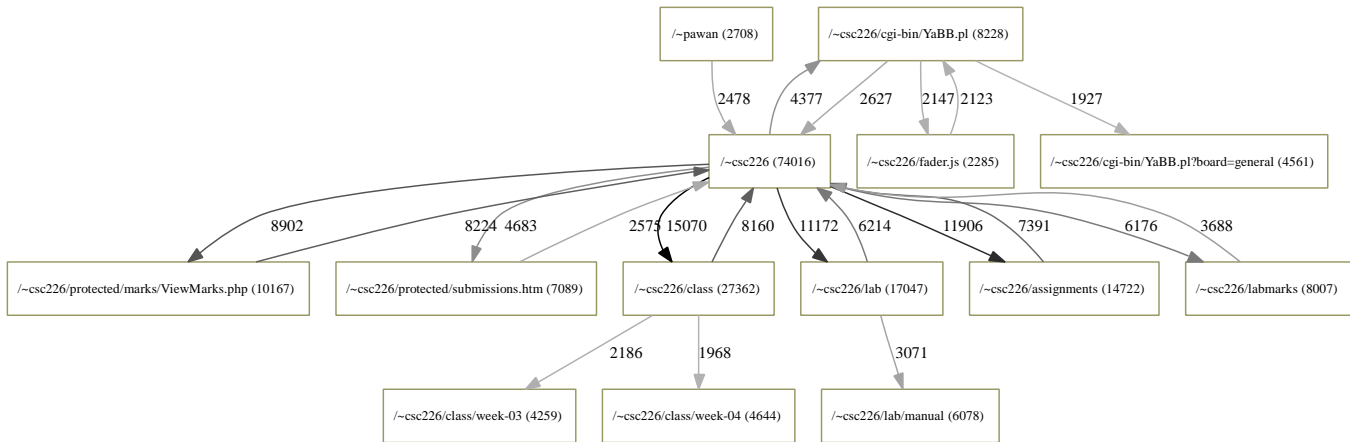 /~pawan (2708)
/~csc226/cgi-bin/YaBB.pl (8228)
2478
4377
2627
2147
2123
1927
/~csc226 (74016)
/~csc226/fader.js (2285)
/~csc226/cgi-bin/YaBB.pl?board=general (4561)
8902
8224
4683
2575
15070
8160
11172
6214
11906
7391
6176
3688
/~csc226/protected/marks/ViewMarks.php (10167)
/~csc226/protected/submissions.htm (7089)
/~csc226/class (27362)
/~csc226/lab (17047)
/~csc226/assignments (14722)
/~csc226/labmarks (8007)
2186
1968
3071
/~csc226/class/week-03 (4259)
/~csc226/class/week-04 (4644)
/~csc226/lab/manual (6078)